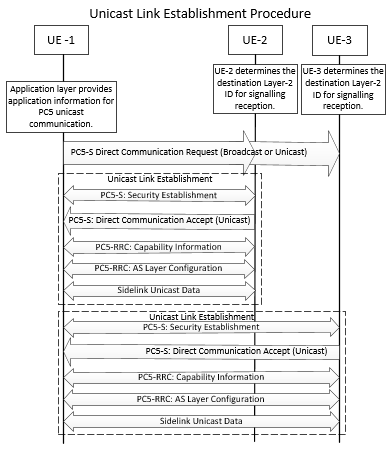 Unicast Link Establishment Procedure
UE -1
UE-2
UE-3
Application layer provides
application information for
PC5 unicast
communication.
UE-2 determines the
destination Layer-2
ID for signalling
reception.
UE-3 determines the
destination Layer-2
ID for signalling
reception.
PC5-S Direct Communication Request (Broadcast or Unicast)
Unicast Link Establishment
PC5-S: Security Establishment
PC5-S: Direct Communication Accept (Unicast)
PC5-RRC: Capability Information
PC5-RRC: AS Layer Configuration
Sidelink Unicast Data
Unicast Link Establishment
PC5-S: Security Establishment
PC5-S: Direct Communication Accept (Unicast)
PC5-RRC: Capability Information
PC5-RRC: AS Layer Configuration
Sidelink Unicast Data